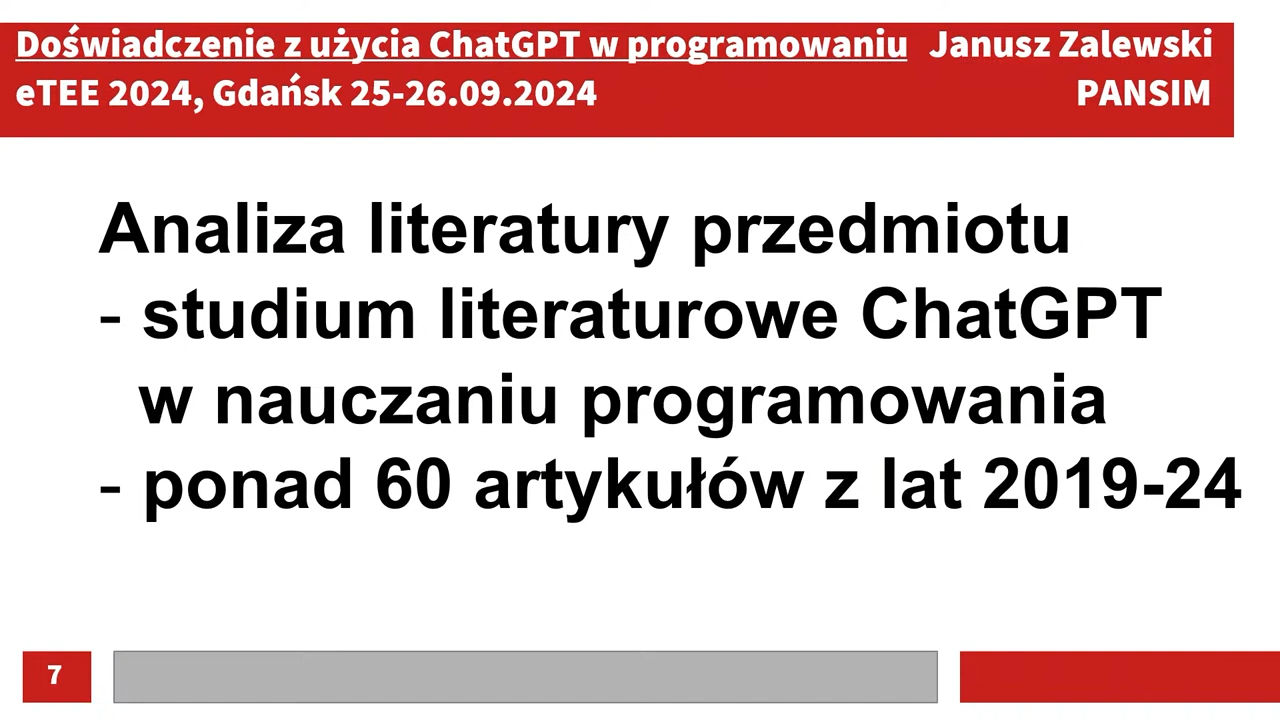 Doświadczenie z użycia ChatGPT w programowaniu Janusz Zalewski
eTEE 2024, Gdańsk 25-26.09.2024 PANSIM
Analiza literatury przedmiotu
- studium literaturowe ChatGPT
w nauczaniu programowania
- ponad 60 artykułów z lat 2019-24
7